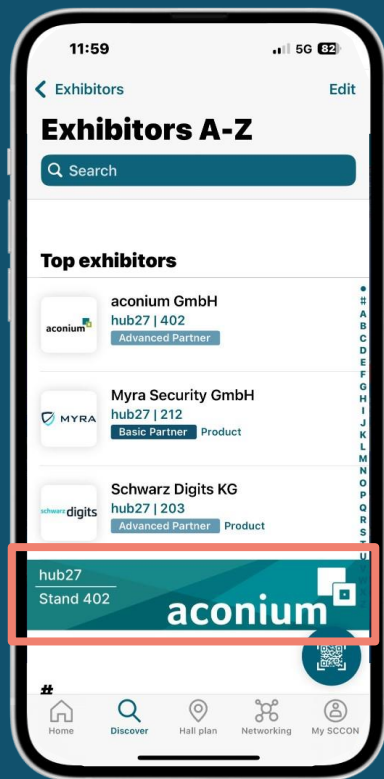 11:59
5G 82
Exhibitors
Edit
Exhibitors A-Z
Search
Top exhibitors
aconium
aconium GmbH
hub27 | 402
Advanced Partner
MYRA
Myra Security GmbH
hub27 | 212
Basic Partner Product
schwarz digits
Schwarz Digits KG
hub27 | 203
Advanced Partner Product
#
A
B
C
D
E
F
G
H
I
J
K
L
M
N
O
P
Q
R
S
T
U
hub27
Stand 402
aconium
#
Home
Discover
Hall plan
Networking
My SCCON